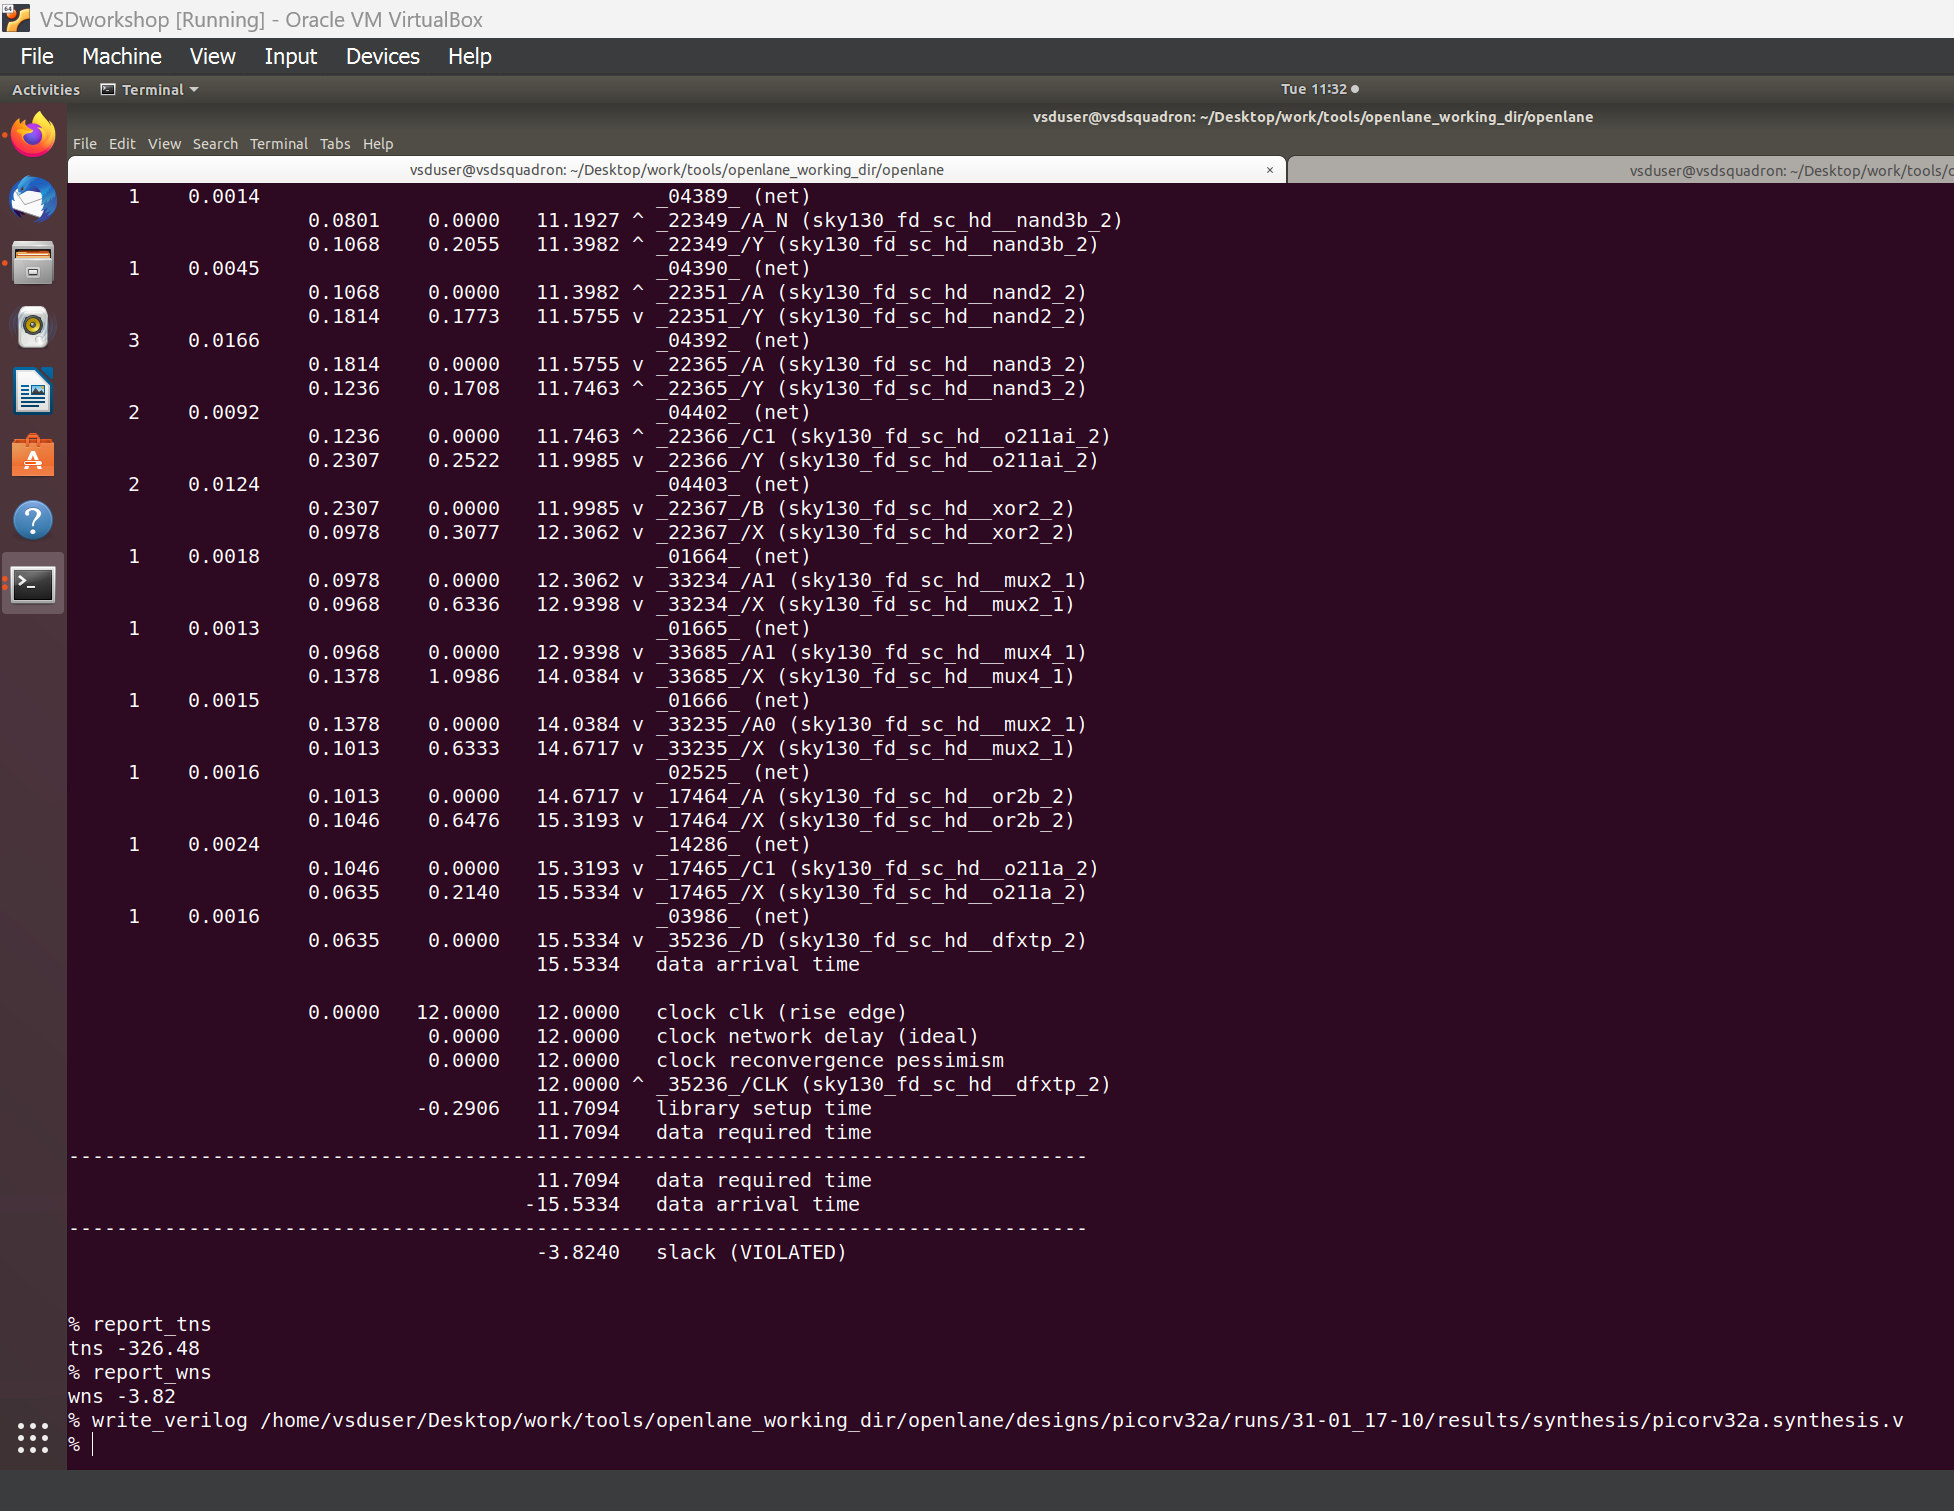 VSDworkshop [Running] - Oracle VM VirtualBox
File Machine View Input Devices Help
Activities Terminal Tue 11:32
vsduser@vsdsquadron: ~/Desktop/work/tools/openlane_working_dir/openlane
File Edit View Search Terminal Tabs Help
vsduser@vsdsquadron: ~/Desktop/work/tools/openlane_working_dir/openlane × vsduser@vsdsquadron: ~/Desktop/work/tools/o
1 0.0014 _04389_ (net)
0.0801 0.0000 11.1927 ^ _22349_/A_N (sky130_fd_sc_hd__nand3b_2)
0.1068 0.2055 11.3982 ^ _22349_/Y (sky130_fd_sc_hd__nand3b_2)
1 0.0045 _04390_ (net)
0.1068 0.0000 11.3982 ^ _22351_/A (sky130_fd_sc_hd__nand2_2)
0.1814 0.1773 11.5755 v _22351_/Y (sky130_fd_sc_hd__nand2_2)
3 0.0166 _04392_ (net)
0.1814 0.0000 11.5755 v _22365_/A (sky130_fd_sc_hd__nand3_2)
0.1236 0.1708 11.7463 ^ _22365_/Y (sky130_fd_sc_hd__nand3_2)
2 0.0092 _04402_ (net)
0.1236 0.0000 11.7463 ^ _22366_/C1 (sky130_fd_sc_hd__o211ai_2)
0.2307 0.2522 11.9985 v _22366_/Y (sky130_fd_sc_hd__o211ai_2)
2 0.0124 _04403_ (net)
0.2307 0.0000 11.9985 v _22367_/B (sky130_fd_sc_hd__xor2_2)
0.0978 0.3077 12.3062 v _22367_/X (sky130_fd_sc_hd__xor2_2)
1 0.0018 _01664_ (net)
0.0978 0.0000 12.3062 v _33234_/A1 (sky130_fd_sc_hd__mux2_1)
0.0968 0.6336 12.9398 v _33234_/X (sky130_fd_sc_hd__mux2_1)
1 0.0013 _01665_ (net)
0.0968 0.0000 12.9398 v _33685_/A1 (sky130_fd_sc_hd__mux4_1)
0.1378 1.0986 14.0384 v _33685_/X (sky130_fd_sc_hd__mux4_1)
1 0.0015 _01666_ (net)
0.1378 0.0000 14.0384 v _33235_/A0 (sky130_fd_sc_hd__mux2_1)
0.1013 0.6333 14.6717 v _33235_/X (sky130_fd_sc_hd__mux2_1)
1 0.0016 _02525_ (net)
0.1013 0.0000 14.6717 v _17464_/A (sky130_fd_sc_hd__or2b_2)
0.1046 0.6476 15.3193 v _17464_/X (sky130_fd_sc_hd__or2b_2)
1 0.0024 _14286_ (net)
0.1046 0.0000 15.3193 v _17465_/C1 (sky130_fd_sc_hd__o211a_2)
0.0635 0.2140 15.5334 v _17465_/X (sky130_fd_sc_hd__o211a_2)
1 0.0016 _03986_ (net)
0.0635 0.0000 15.5334 v _35236_/D (sky130_fd_sc_hd__dfxtp_2)
15.5334 data arrival time
0.0000 12.0000 12.0000 clock clk (rise edge)
0.0000 12.0000 clock network delay (ideal)
0.0000 12.0000 clock reconvergence pessimism
12.0000 ^ _35236_/CLK (sky130_fd_sc_hd__dfxtp_2)
-0.2906 11.7094 library setup time
11.7094 data required time
-------------------------------------------------------------------------------------
11.7094 data required time
-15.5334 data arrival time
-------------------------------------------------------------------------------------
-3.8240 slack (VIOLATED)
% report_tns
tns -326.48
% report_wns
wns -3.82
% write_verilog /home/vsduser/Desktop/work/tools/openlane_working_dir/openlane/designs/picorv32a/runs/31-01_17-10/results/synthesis/picorv32a.synthesis.v
%